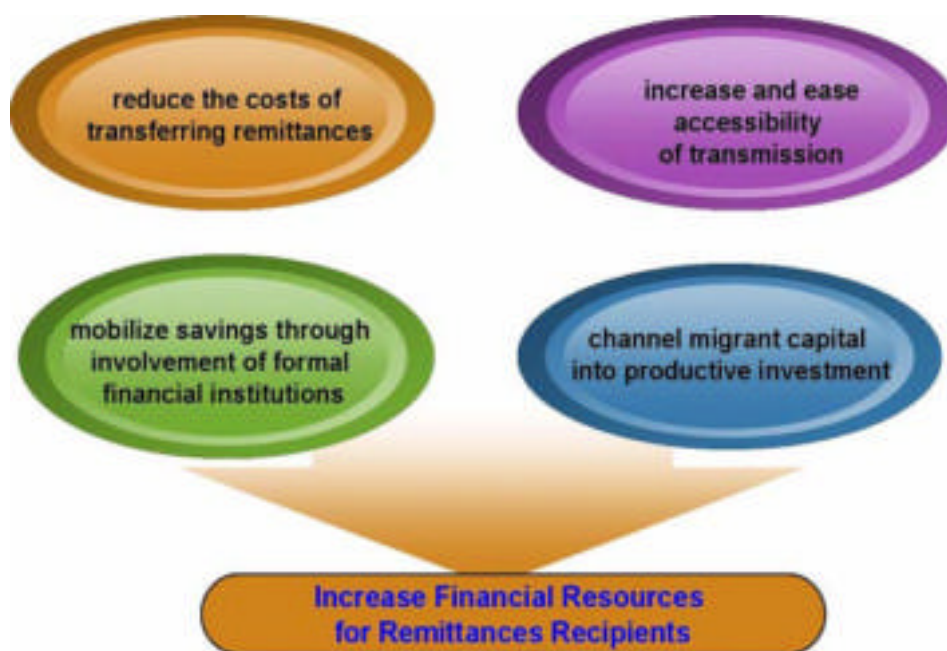 reduce the costs of
transferring remittances
increase and ease
accessibility
of transmission
mobilize savings through
involvement of formal
financial institutions
channel migrant capital
into productive investment
Increase Financial Resources
for Remittances Recipients